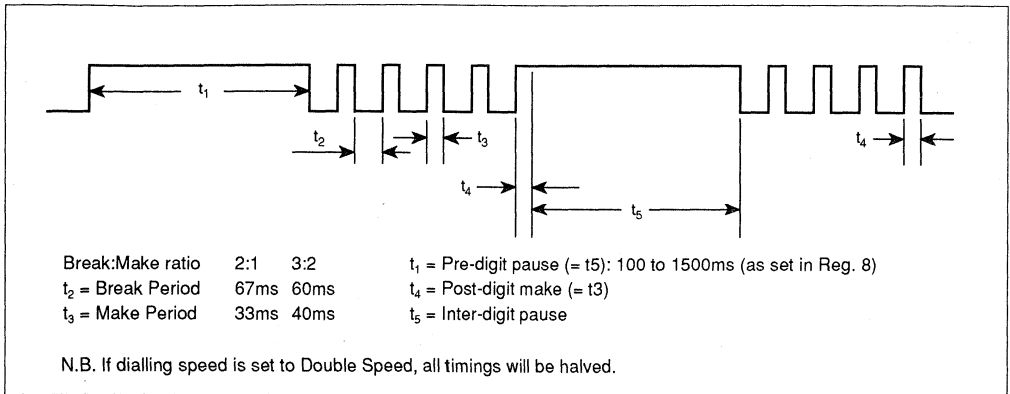 t1
t2
t3
t4
t4
t5
Break:Make ratio 2:1 3:2
t2 = Break Period 67ms 60ms
t3 = Make Period 33ms 40ms
t1 = Pre-digit pause (= t5): 100 to 1500ms (as set in Reg. 8)
t4 = Post-digit make (= t3)
t5 = Inter-digit pause
N.B. If dialling speed is set to Double Speed, all timings will be halved.